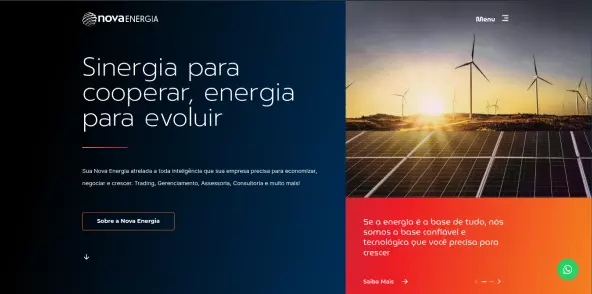 novaENERGIA
Menu
Sinergia para
cooperar, energia
para evoluir
Sua Nova Energia atrelada a toda inteligência que sua empresa precisa para economizar,
negociar e crescer. Trading, Gerenciamento, Assessoria, Consultoria e muito mais!
Sobre a Nova Energia
Se a energia é a base de tudo, nós
somos a base confiável e
tecnológica que você precisa para
crescer
Saiba Mais